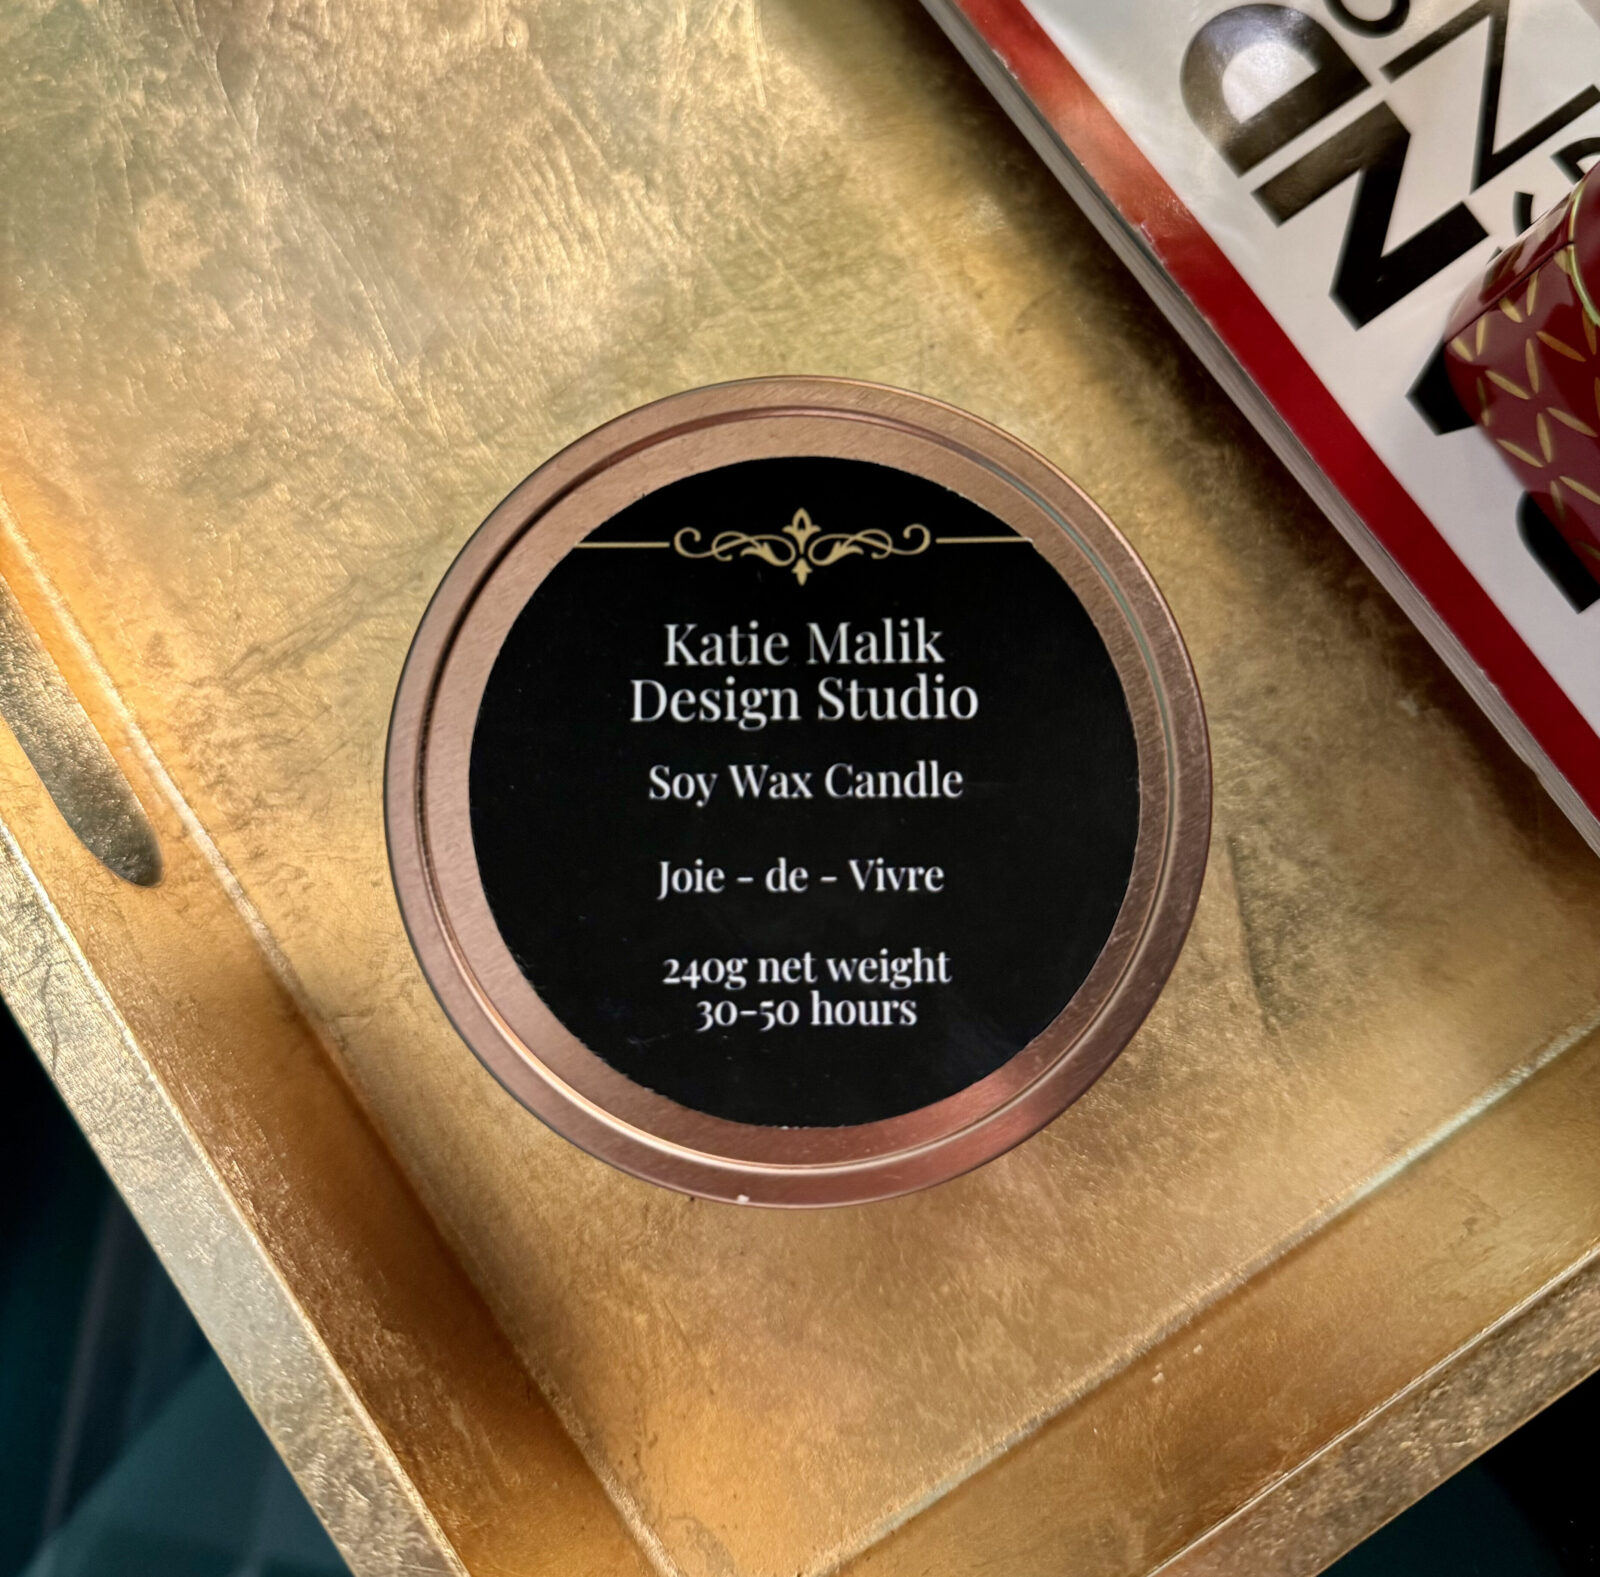 Katie Malik
Design Studio
Soy Wax Candle
Joie - de - Vivre
240g net weight
30-50 hours